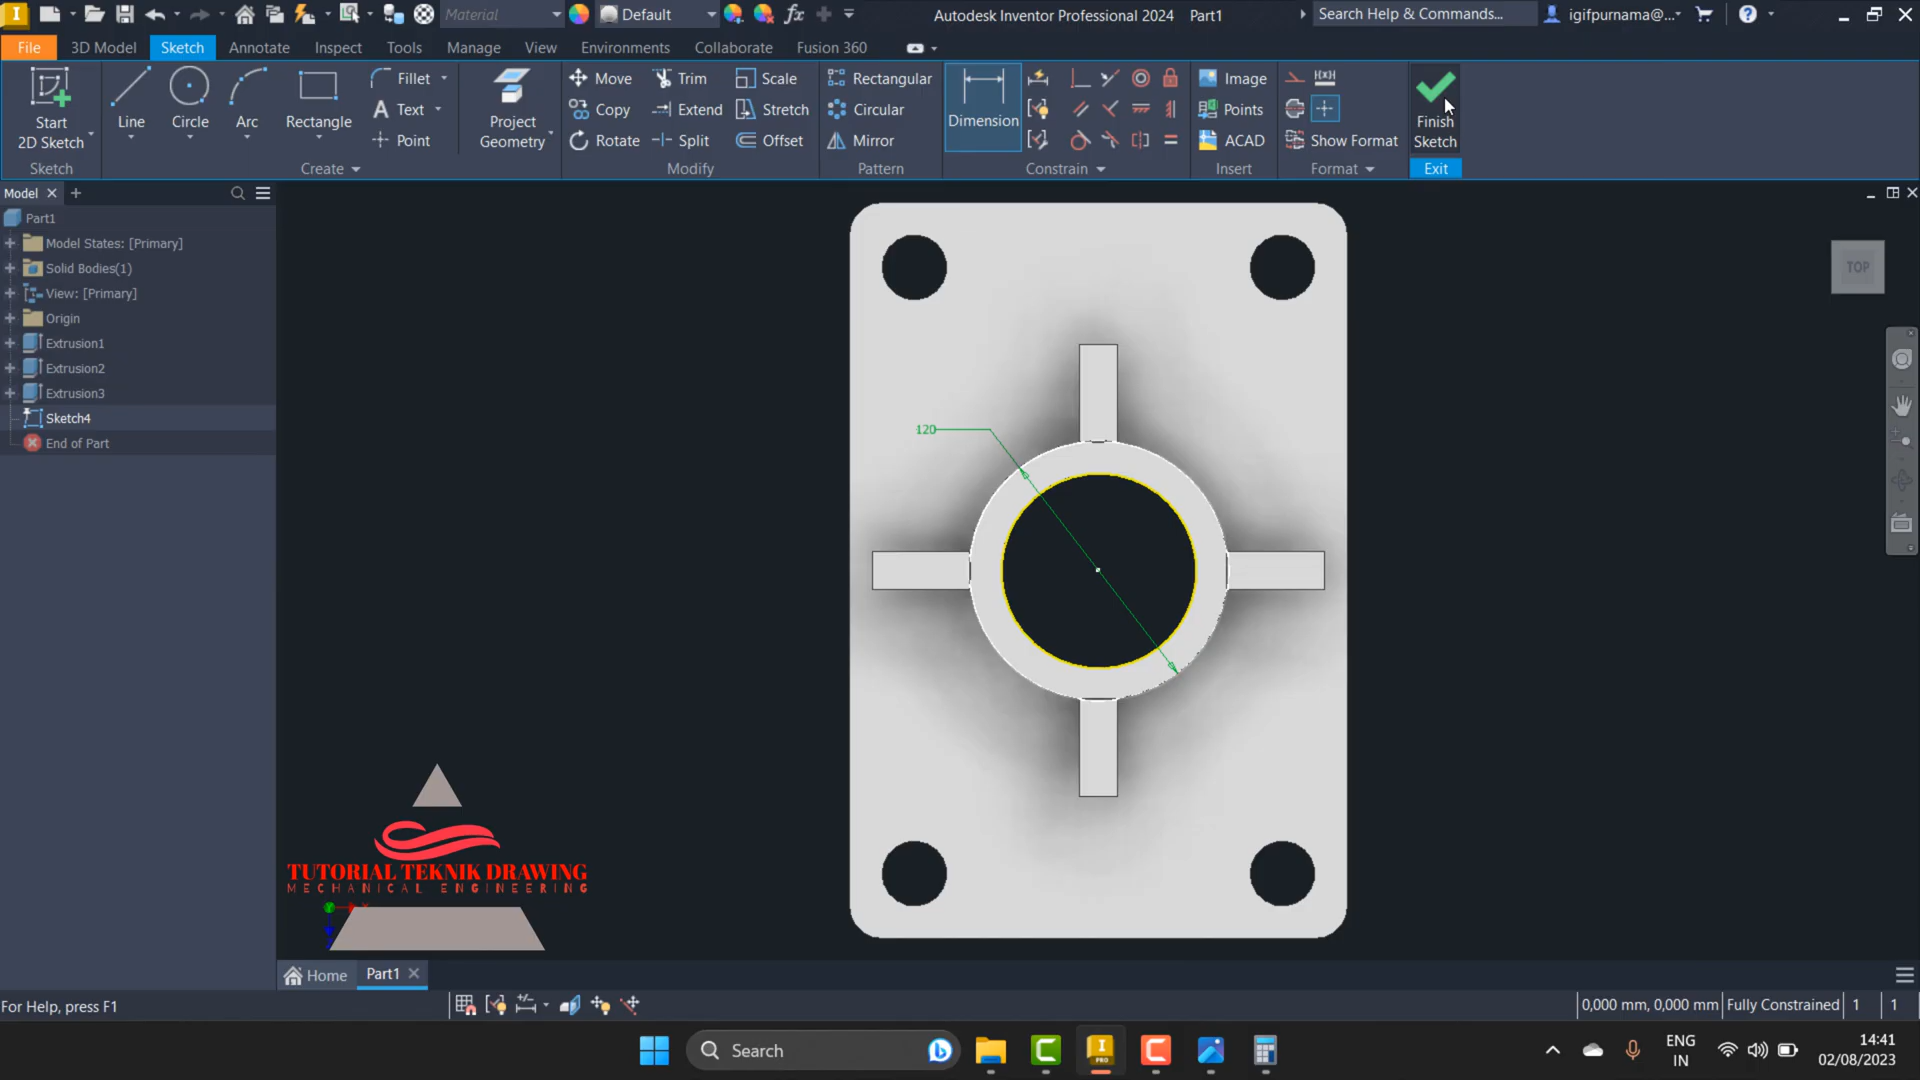 Material
Default
Autodesk Inventor Professional 2024 Part1
Search Help & Commands...
igifpurnama@...
File 3D Model Sketch Annotate Inspect Tools Manage View Environments Collaborate Fusion 360
Start
2D Sketch
Line
Circle
Arc
Rectangle
Fillet
Text
Point
Project
Geometry
Move
Copy
Rotate
Trim
Extend
Split
Scale
Stretch
Offset
Rectangular
Circular
Mirror
Dimension
Image
Points
ACAD
Show Format
Finish
Sketch
Sketch Create Modify Pattern Constrain Insert Format Exit
Model
Part1
Model States: [Primary]
Solid Bodies(1)
View: [Primary]
Origin
Extrusion1
Extrusion2
Extrusion3
Sketch4
End of Part
TOP
120
TUTORIAL TEKNIK DRAWING
MECHANICAL ENGINEERING
Home Part1
For Help, press F1
0,000 mm, 0,000 mm Fully Constrained 1 1
Search
ENG
IN
14:41
02/08/2023